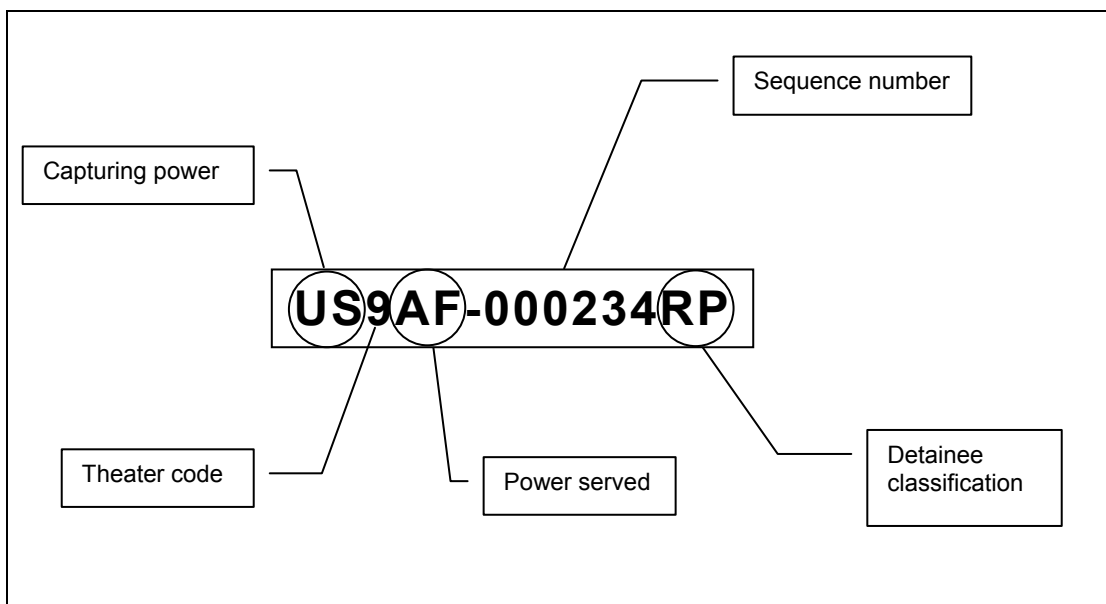 Sequence number
Capturing power
US9AF-000234RP
Theater code
Power served
Detainee
classification